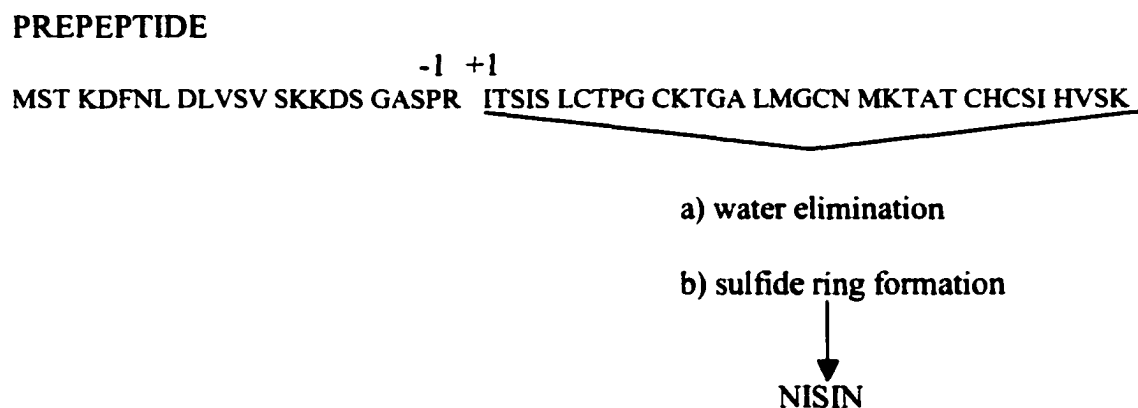 PREPEPTIDE
-1 +1
MST KDFNL DLVSV SKKDS GASPR ITSIS LCTPG CKTGA LMGCN MKTAT CHCSI HVSK
a) water elimination
b) sulfide ring formation
NISIN